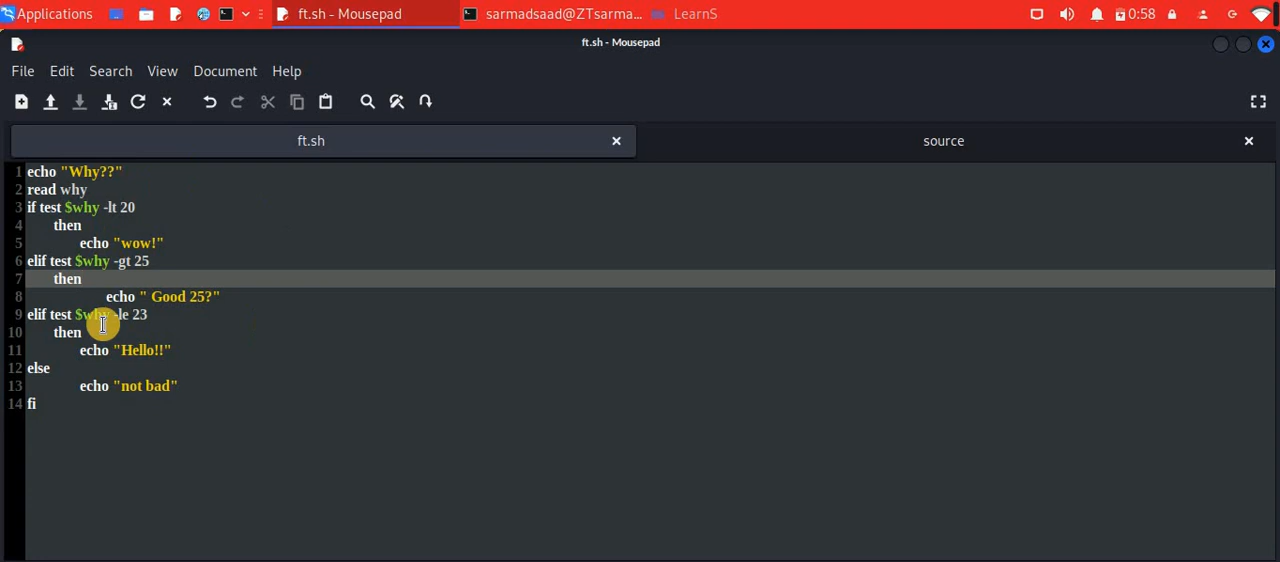 Applications ft.sh - Mousepad sarmadsaad@ZTsarma... LearnS 0:58
ft.sh - Mousepad
File Edit Search View Document Help
ft.sh source
1 echo "Why??"
2 read why
3 if test $why -lt 20
4 then
5 echo "wow!"
6 elif test $why -gt 25
7 then
8 echo " Good 25?"
9 elif test $why -le 23
10 then
11 echo "Hello!!"
12 else
13 echo "not bad"
14 fi